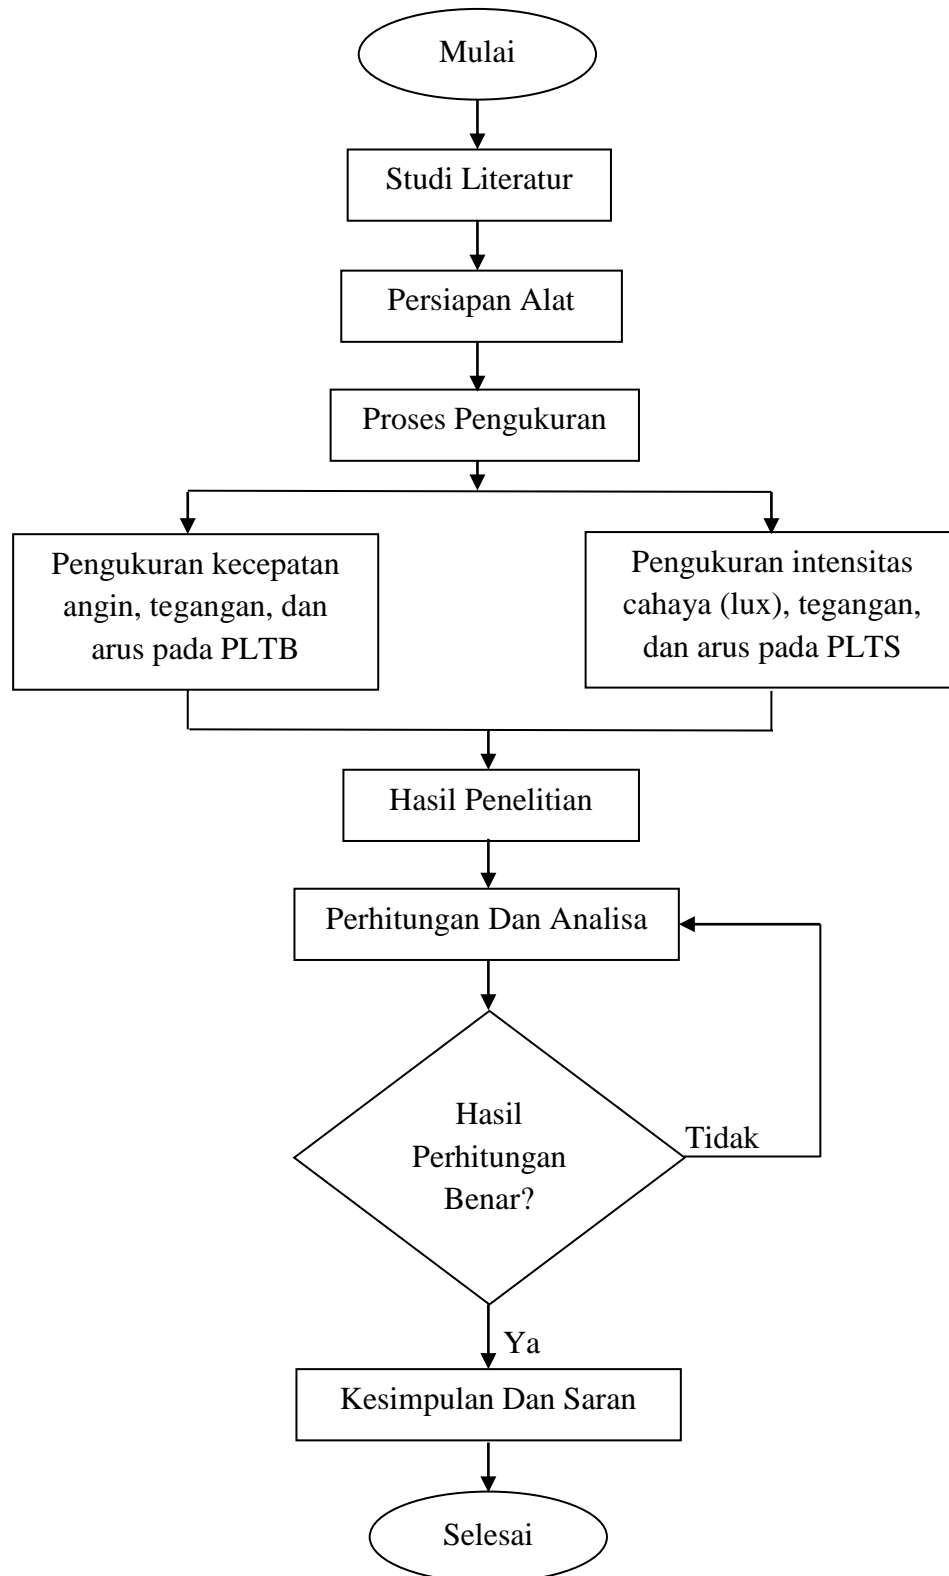 Mulai
Studi Literatur
Persiapan Alat
Proses Pengukuran
Pengukuran kecepatan
angin, tegangan, dan
arus pada PLTB
Pengukuran intensitas
cahaya (lux), tegangan,
dan arus pada PLTS
Hasil Penelitian
Perhitungan Dan Analisa
Hasil
Perhitungan
Benar?
Tidak
Ya
Kesimpulan Dan Saran
Selesai